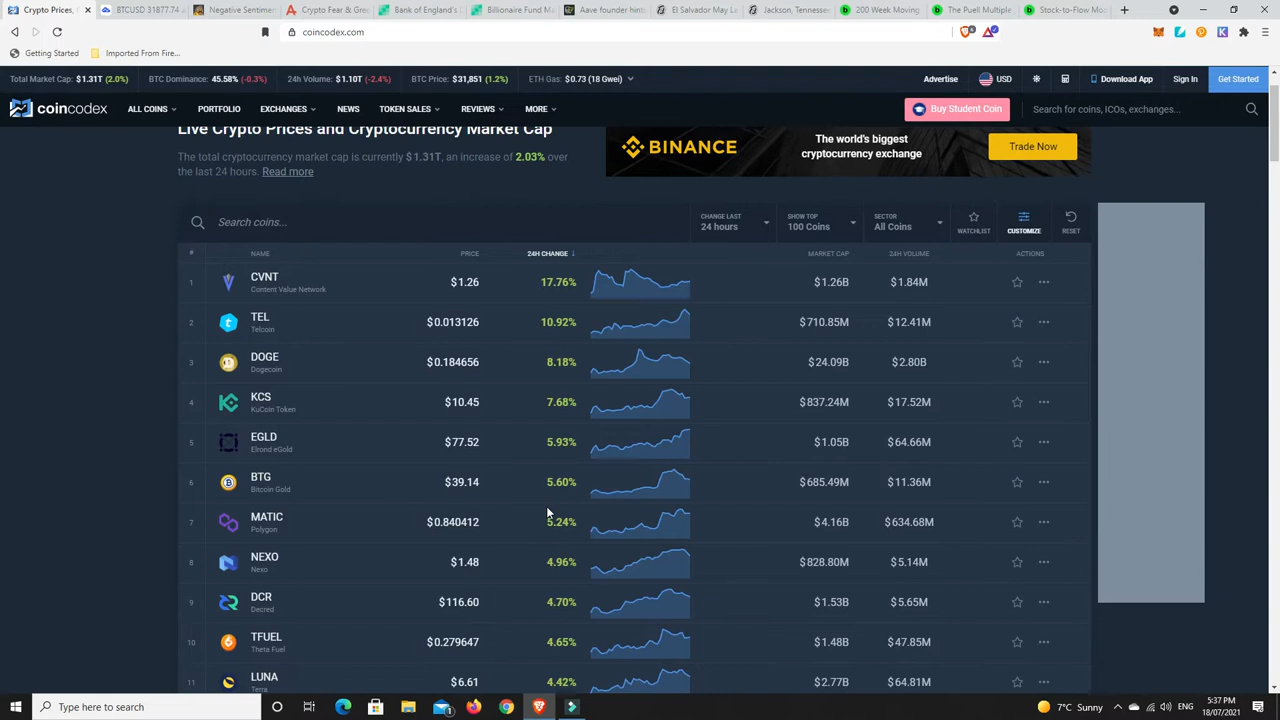 Crypto Prices,
BTCUSD 31877.74
Negative Sentimen
Crypto Fear & Gree
Bank of England's
Billionaire Fund Ma
Aave founder hints
El Salvador May La
Jackson, Tennessee
200 Week Moving
The Puell Multiple
Stock-to-Flow Mo
coincodex.com
Getting Started
Imported From Fire...
Total Market Cap: $1.31T (2.0%)
BTC Dominance: 45.58% (-0.3%)
24h Volume: $1.10T (-2.4%)
BTC Price: $31,851 (1.2%)
ETH Gas: $0.73 (18 Gwei)
Advertise
USD
Download App
Sign In
Get Started
coincodex
ALL COINS
PORTFOLIO
EXCHANGES
NEWS
TOKEN SALES
REVIEWS
MORE
Buy Student Coin
Search for coins, ICOs, exchanges...
Live Crypto Prices and Cryptocurrency Market Cap
The total cryptocurrency market cap is currently $1.31T, an increase of 2.03% over
the last 24 hours. Read more
BINANCE
The world's biggest
cryptocurrency exchange
Trade Now
Search coins...
CHANGE LAST
24 hours
SHOW TOP
100 Coins
SECTOR
All Coins
WATCHLIST
CUSTOMIZE
RESET
# NAME PRICE 24H CHANGE ↓ MARKET CAP 24H VOLUME ACTIONS
1 CVNT $1.26 17.76% $1.26B $1.84M
Content Value Network
2 TEL $0.013126 10.92% $710.85M $12.41M
Telcoin
3 DOGE $0.184656 8.18% $24.09B $2.80B
Dogecoin
4 KCS $10.45 7.68% $837.24M $17.52M
KuCoin Token
5 EGLD $77.52 5.93% $1.05B $64.66M
Elrond eGold
6 BTG $39.14 5.60% $685.49M $11.36M
Bitcoin Gold
7 MATIC $0.840412 5.24% $4.16B $634.68M
Polygon
8 NEXO $1.48 4.96% $828.80M $5.14M
Nexo
9 DCR $116.60 4.70% $1.53B $5.65M
Decred
10 TFUEL $0.279647 4.65% $1.48B $47.85M
Theta Fuel
11 LUNA $6.61 4.42% $2.77B $64.81M
Terra
Type here to search
7°C Sunny
5:37 PM
18/07/2021